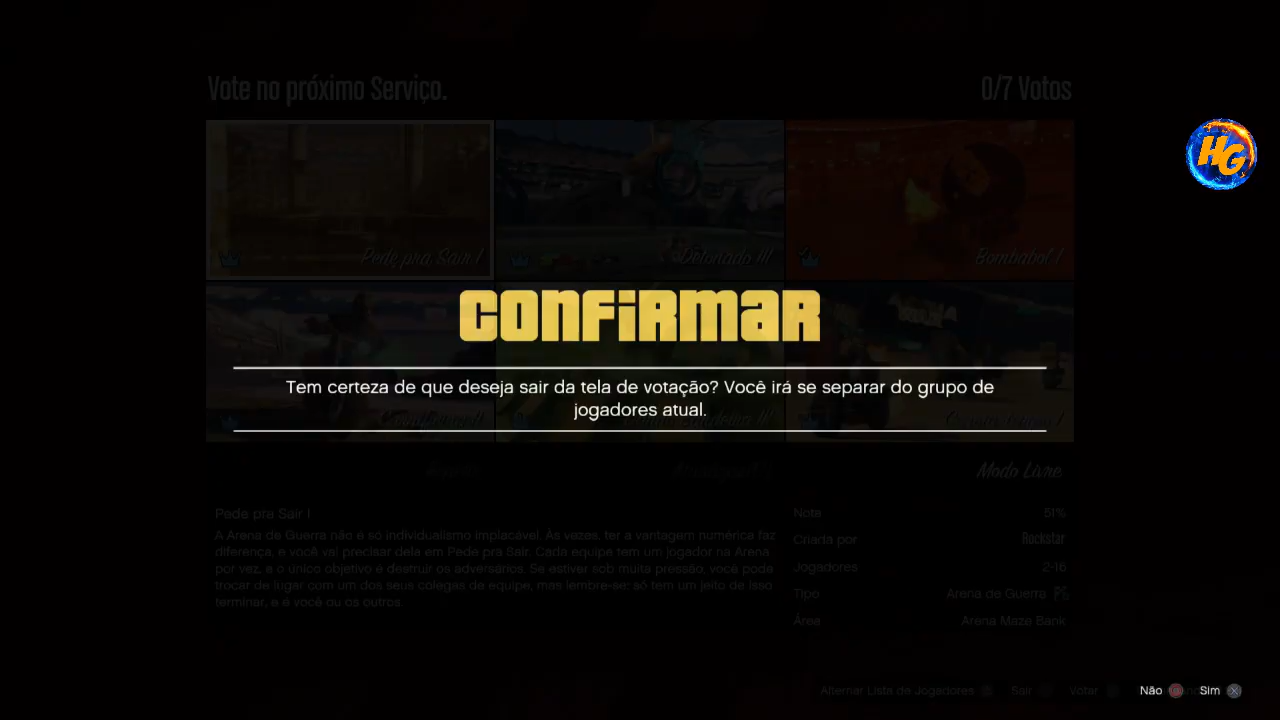 Vote no próximo Serviço.
0/7 Votos
HG
Pede pra Sair I
Detonado III
Bombabol I
CONFIRMAR
Tem certeza de que deseja sair da tela de votação? Você irá se separar do grupo de
jogadores atual.
Modo Livre
Pede pra Sair I
A Arena de Guerra não é só individualismo implacável. Às vezes, ter a vantagem numérica faz
diferença, e você vai precisar dela em Pede pra Sair. Cada equipe tem um jogador na Arena
por vez, e o único objetivo é destruir os adversários. Se estiver sob muita pressão, você pode
trocar de lugar com um dos seus colegas de equipe, mas lembre-se: só tem um jeito de isso
terminar, e é você ou os outros.
Nota 51%
Criada por Rockstar
Jogadores 2-16
Tipo Arena de Guerra
Área Arena Maze Bank
Alternar Lista de Jogadores Sair Votar Não Sim